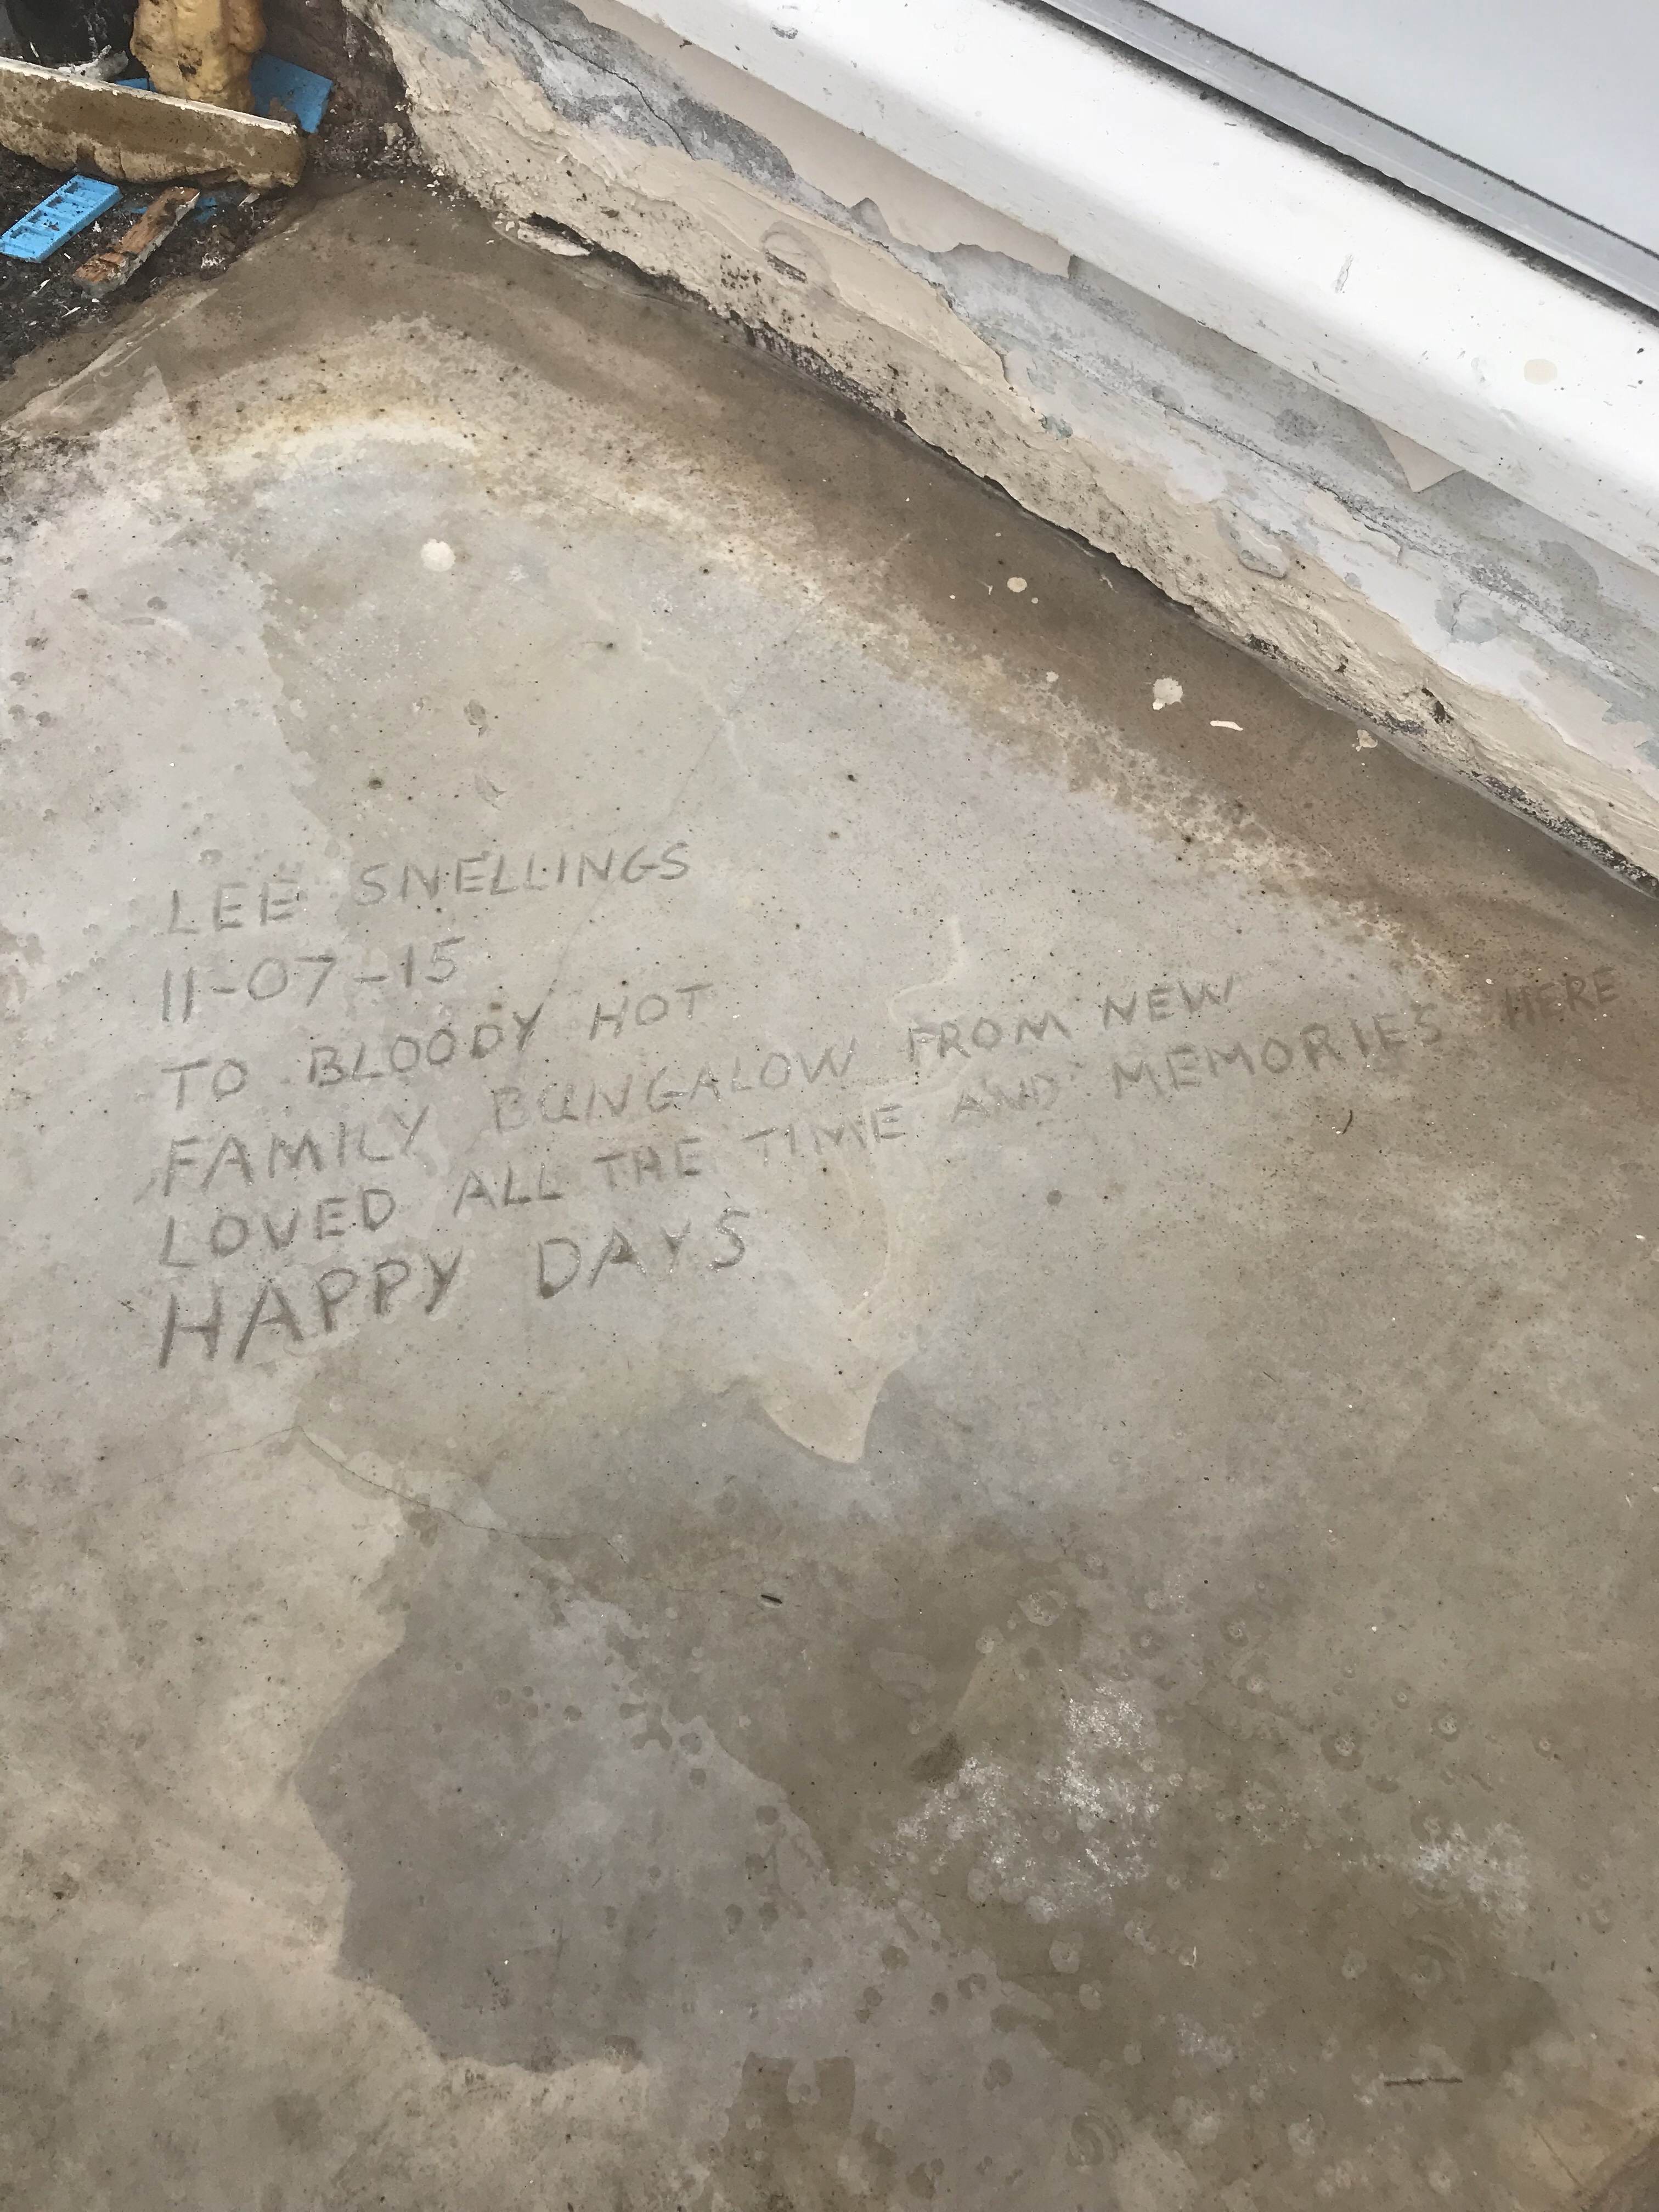 LEE SNELLINGS
11-07-15
TO BLOODY HOT
FAMILY BUNGALOW FROM NEW
LOVED ALL THE TIME AND MEMORIES HERE
HAPPY DAYS